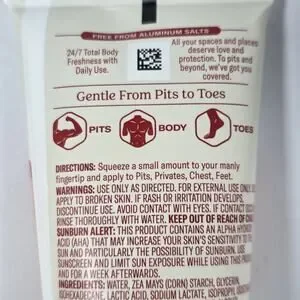 FREE FROM ALUMINUM SALTS
24/7 Total Body
Freshness with
Daily Use.
All your spaces and planes
deserve love and
protection. To pits and
beyond, we've got you
covered.
Gentle From Pits to Toes
PITS
BODY
TOES
DIRECTIONS: Squeeze a small amount to your manly
fingertip and apply to Pits, Privates, Chest, Feet.
WARNINGS: USE ONLY AS DIRECTED. FOR EXTERNAL USE ONLY.
APPLY TO BROKEN SKIN. IF RASH OR IRRITATION DEVELOPS,
DISCONTINUE USE. AVOID CONTACT WITH EYES. IF CONTACT
RINSE THOROUGHLY WITH WATER. KEEP OUT OF REACH OF
SUNBURN ALERT: THIS PRODUCT CONTAINS AN ALPHA
ACID (AHA) THAT MAY INCREASE YOUR SKIN'S SENSITIVITY TO
SUN AND PARTICULARLY THE POSSIBILITY OF SUNBURN. USE
SUNSCREEN AND LIMIT SUN EXPOSURE WHILE USING THIS
AND FOR A WEEK AFTERWARDS.
INGREDIENTS: WATER, ZEA MAYS (CORN) STARCH, GLYCERIN,
ISOHEXADECANE, LACTIC ACID, SODIUM LACTATE, ISOPROPYL